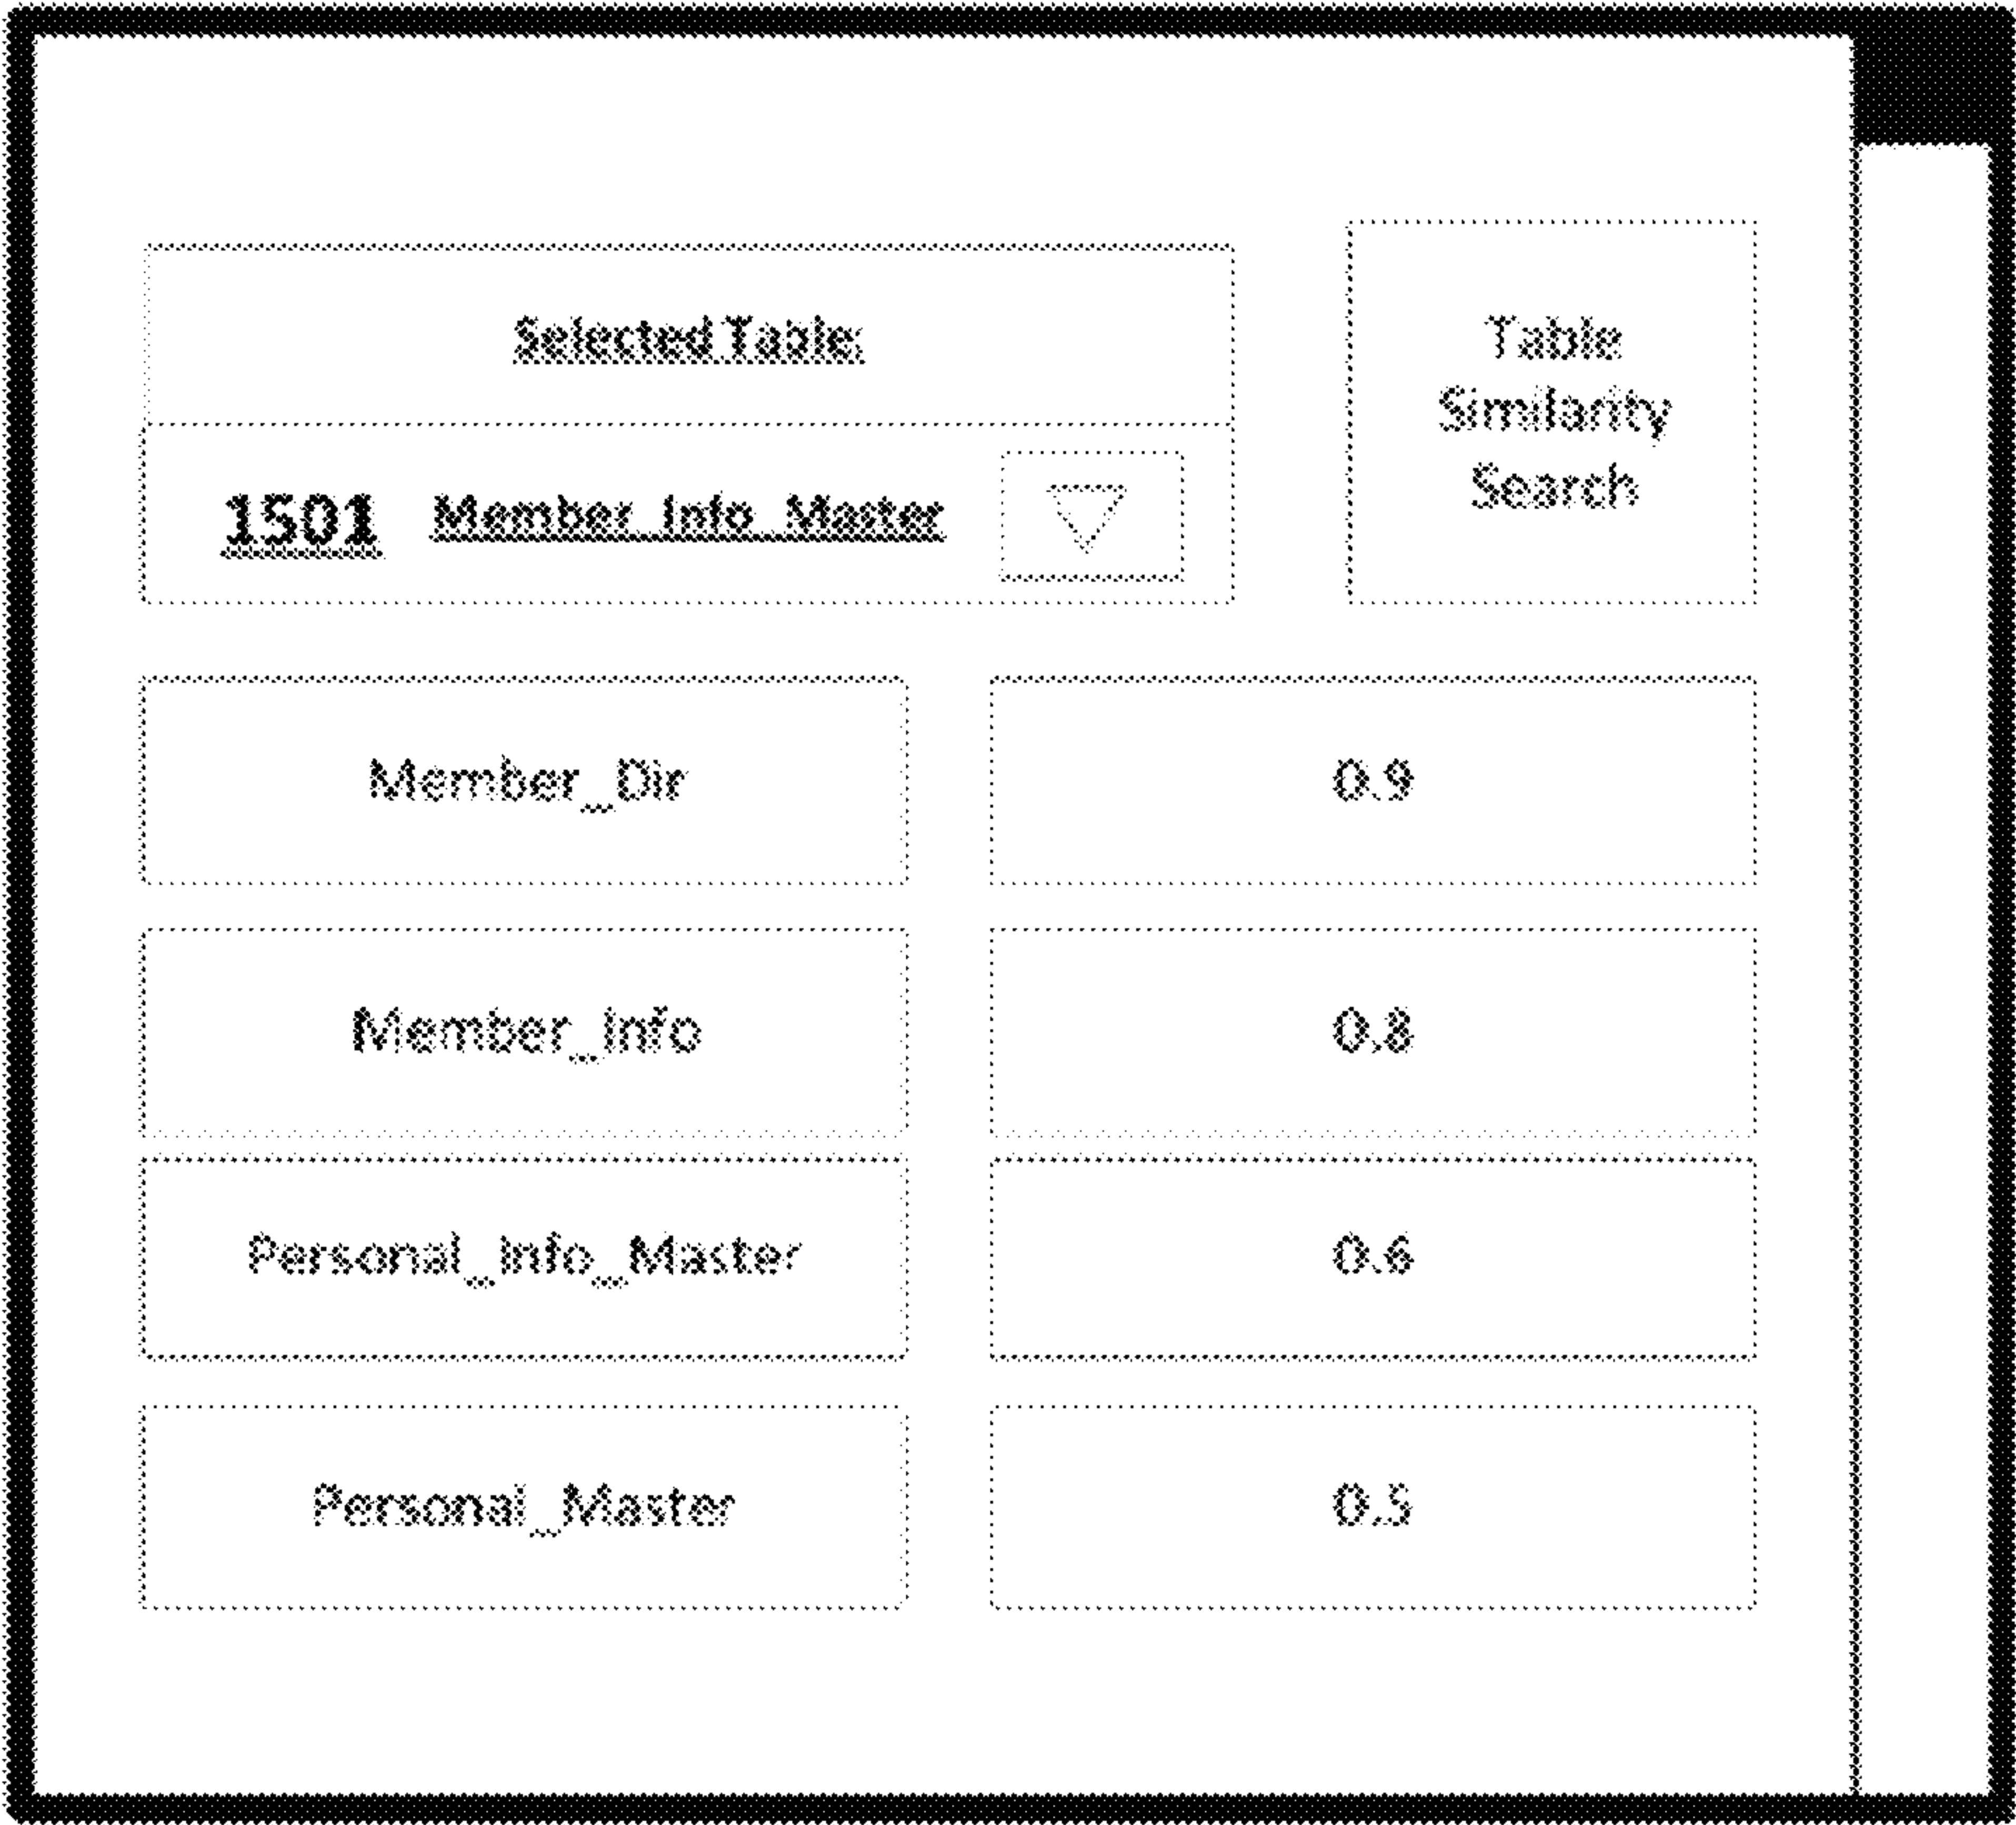 Selected Table:
Table
Similarity
Search
1501 Member_Info_Master
Member_Dir 0.9
Member_Info 0.8
Personal_Info_Master 0.6
Personal_Master 0.5